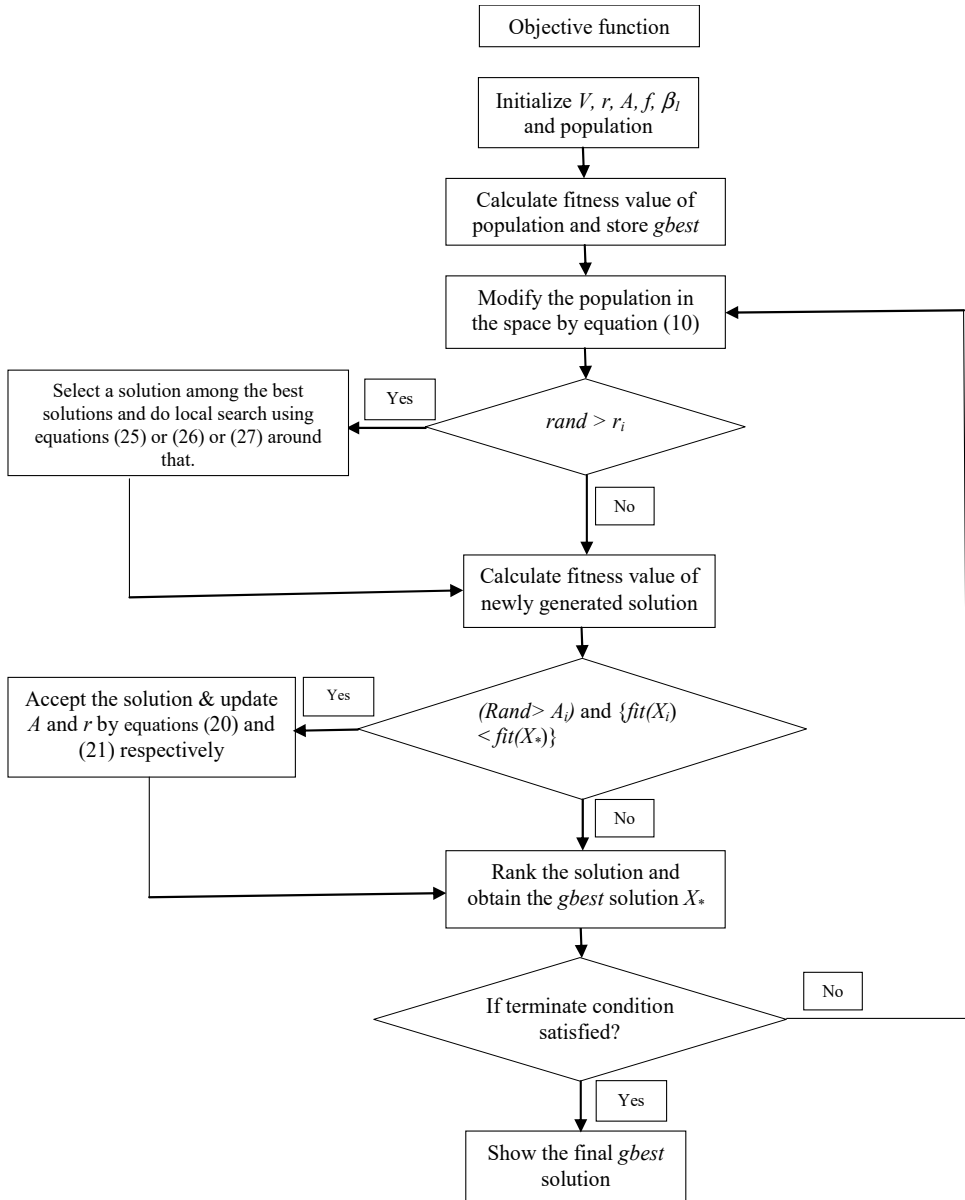 Objective function
Initialize V, r, A, f, β₁
and population
Calculate fitness value of
population and store gbest
Modify the population in
the space by equation (10)
Select a solution among the best
solutions and do local search using
equations (25) or (26) or (27) around
that.
Yes
rand > rᵢ
No
Calculate fitness value of
newly generated solution
Accept the solution & update
A and r by equations (20) and
(21) respectively
Yes
(Rand> Aᵢ) and {fit(Xᵢ)
< fit(X*)}
No
Rank the solution and
obtain the gbest solution X*
If terminate condition
satisfied?
No
Yes
Show the final gbest
solution